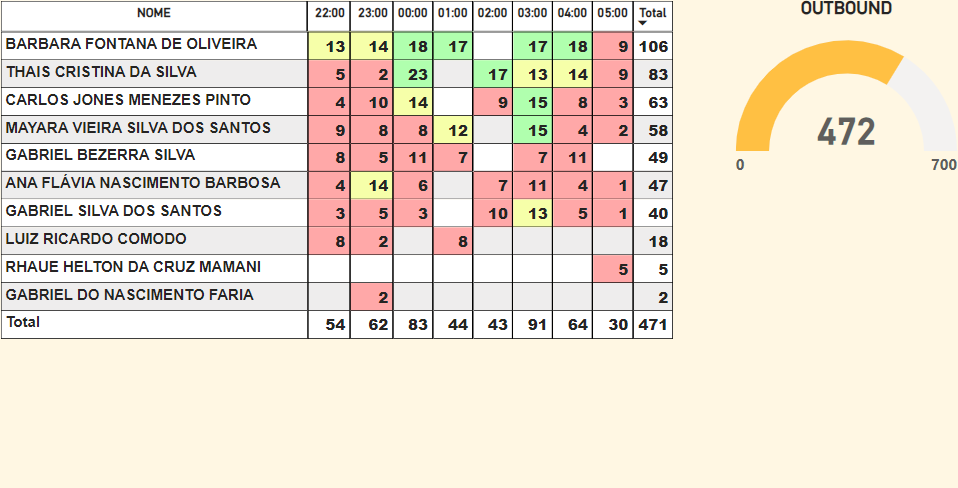 NOME 22:00 23:00 00:00 01:00 02:00 03:00 04:00 05:00 Total
BARBARA FONTANA DE OLIVEIRA 13 14 18 17 17 18 9 106
THAIS CRISTINA DA SILVA 5 2 23 17 13 14 9 83
CARLOS JONES MENEZES PINTO 4 10 14 9 15 8 3 63
MAYARA VIEIRA SILVA DOS SANTOS 9 8 8 12 15 4 2 58
GABRIEL BEZERRA SILVA 8 5 11 7 7 11 49
ANA FLÁVIA NASCIMENTO BARBOSA 4 14 6 7 11 4 1 47
GABRIEL SILVA DOS SANTOS 3 5 3 10 13 5 1 40
LUIZ RICARDO COMODO 8 2 8 18
RHAUE HELTON DA CRUZ MAMANI 5 5
GABRIEL DO NASCIMENTO FARIA 2 2
Total 54 62 83 44 43 91 64 30 471
OUTBOUND
472
0 700